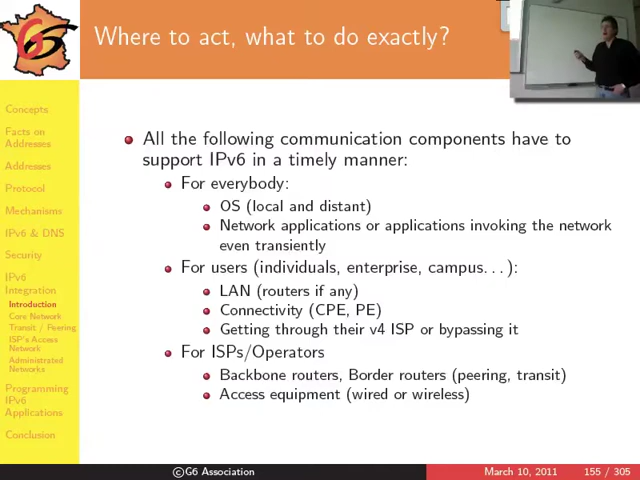 Where to act, what to do exactly?
G6
Concepts
Facts on
Addresses
Addresses
Protocol
Mechanisms
IPv6 & DNS
Security
IPv6
Integration
Introduction
Core Network
Transit / Peering
ISP's Access
Network
Administrated
Networks
Programming
IPv6
Applications
Conclusion
All the following communication components have to
support IPv6 in a timely manner:
For everybody:
OS (local and distant)
Network applications or applications invoking the network
even transiently
For users (individuals, enterprise, campus. . . ):
LAN (routers if any)
Connectivity (CPE, PE)
Getting through their v4 ISP or bypassing it
For ISPs/Operators
Backbone routers, Border routers (peering, transit)
Access equipment (wired or wireless)
©G6 Association
March 10, 2011
155 / 305